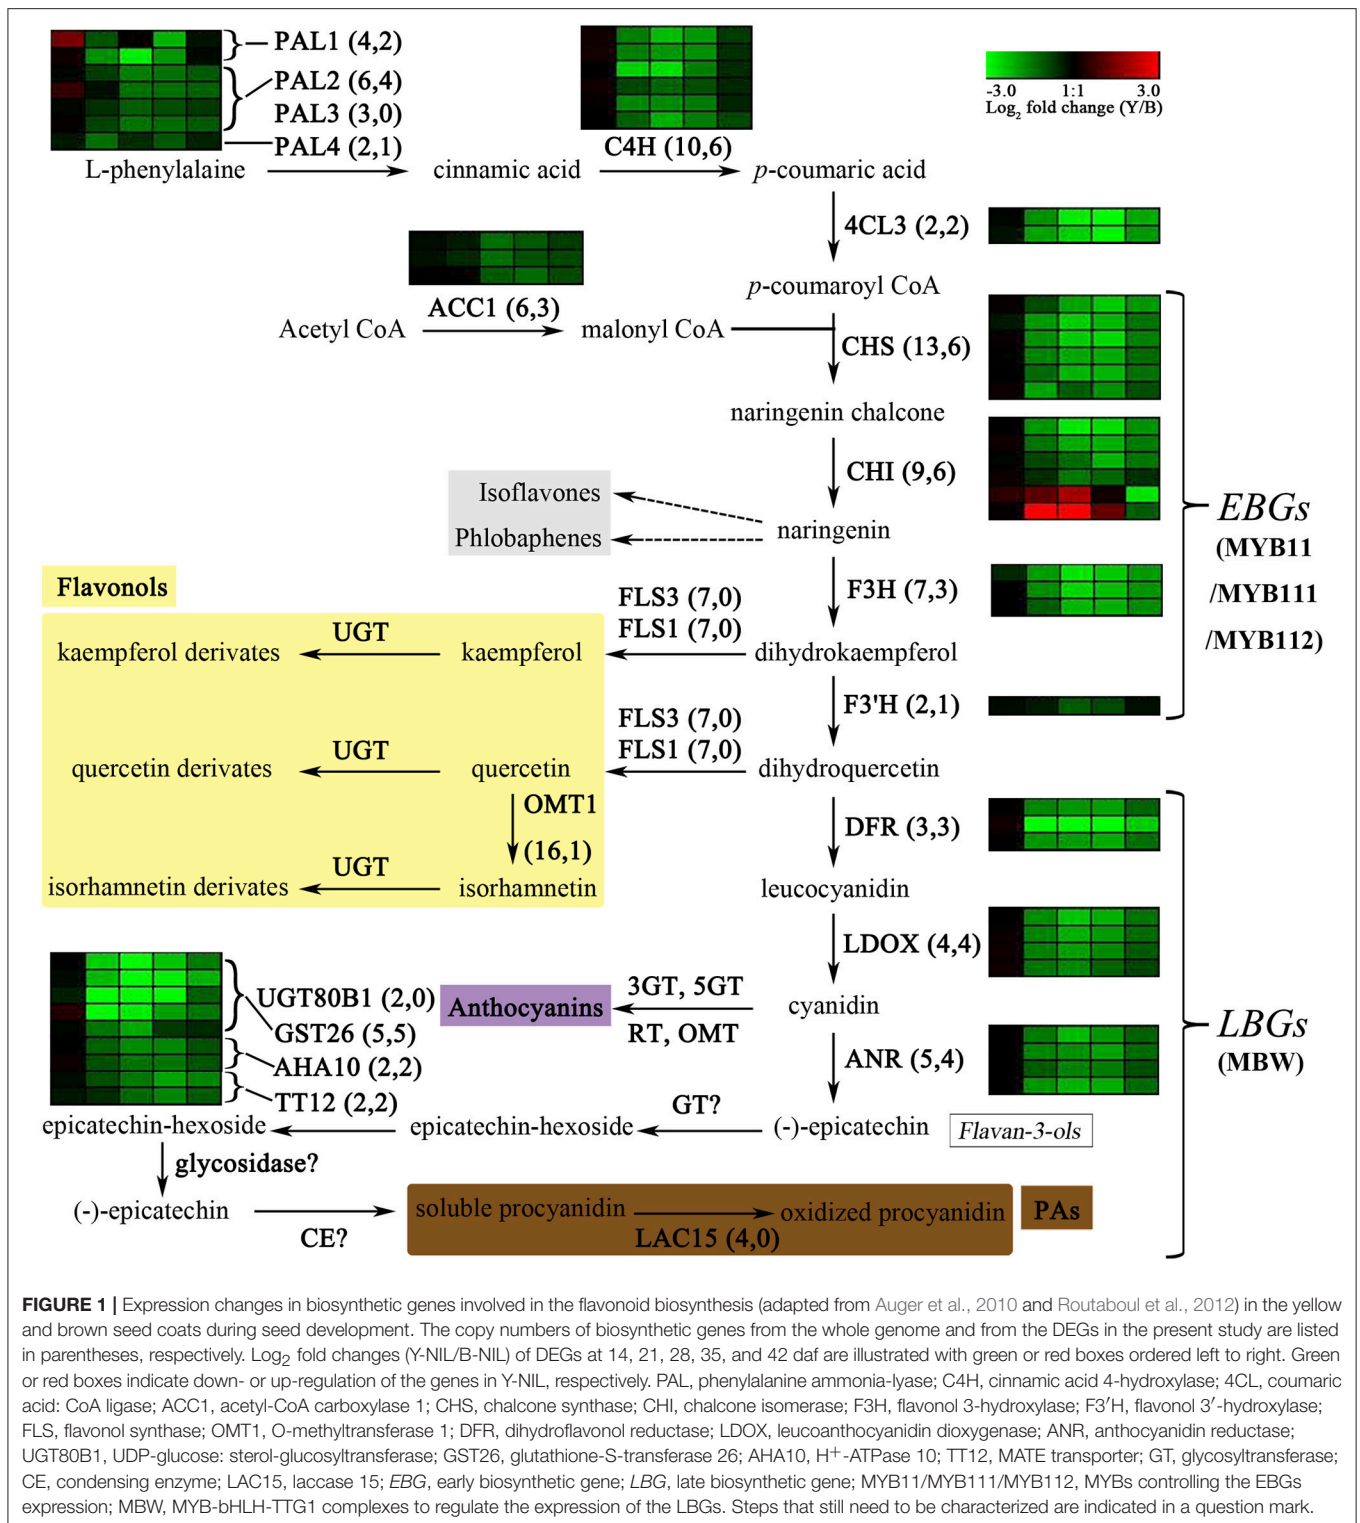 PAL1 (4,2)
PAL2 (6,4)
PAL3 (3,0)
PAL4 (2,1)
C4H (10,6)
-3.0 1:1 3.0
Log2 fold change (Y/B)
L-phenylalaine
cinnamic acid
p-coumaric acid
4CL3 (2,2)
p-coumaroyl CoA
ACC1 (6,3)
Acetyl CoA
malonyl CoA
CHS (13,6)
naringenin chalcone
CHI (9,6)
Isoflavones
Phlobaphenes
naringenin
EBGs
(MYB11
/MYB111
/MYB112)
Flavonols
FLS3 (7,0)
FLS1 (7,0)
F3H (7,3)
kaempferol derivates
UGT
kaempferol
dihydrokaempferol
FLS3 (7,0)
FLS1 (7,0)
F3'H (2,1)
quercetin derivates
UGT
quercetin
dihydroquercetin
OMT1
(16,1)
DFR (3,3)
isorhamnetin derivates
UGT
isorhamnetin
leucocyanidin
LDOX (4,4)
UGT80B1 (2,0)
GST26 (5,5)
AHA10 (2,2)
TT12 (2,2)
Anthocyanins
3GT, 5GT
RT, OMT
cyanidin
ANR (5,4)
LBGs
(MBW)
epicatechin-hexoside
epicatechin-hexoside
GT?
(-)-epicatechin
Flavan-3-ols
glycosidase?
(-)-epicatechin
CE?
soluble procyanidin
oxidized procyanidin
LAC15 (4,0)
PAs
FIGURE 1 | Expression changes in biosynthetic genes involved in the flavonoid biosynthesis (adapted from Auger et al., 2010 and Routaboul et al., 2012) in the yellow
and brown seed coats during seed development. The copy numbers of biosynthetic genes from the whole genome and from the DEGs in the present study are listed
in parentheses, respectively. Log2 fold changes (Y-NIL/B-NIL) of DEGs at 14, 21, 28, 35, and 42 daf are illustrated with green or red boxes ordered left to right. Green
or red boxes indicate down- or up-regulation of the genes in Y-NIL, respectively. PAL, phenylalanine ammonia-lyase; C4H, cinnamic acid 4-hydroxylase; 4CL, coumaric
acid: CoA ligase; ACC1, acetyl-CoA carboxylase 1; CHS, chalcone synthase; CHI, chalcone isomerase; F3H, flavonol 3-hydroxylase; F3′H, flavonol 3′-hydroxylase;
FLS, flavonol synthase; OMT1, O-methyltransferase 1; DFR, dihydroflavonol reductase; LDOX, leucoanthocyanidin dioxygenase; ANR, anthocyanidin reductase;
UGT80B1, UDP-glucose: sterol-glucosyltransferase; GST26, glutathione-S-transferase 26; AHA10, H+-ATPase 10; TT12, MATE transporter; GT, glycosyltransferase;
CE, condensing enzyme; LAC15, laccase 15; EBG, early biosynthetic gene; LBG, late biosynthetic gene; MYB11/MYB111/MYB112, MYBs controlling the EBGs
expression; MBW, MYB-bHLH-TTG1 complexes to regulate the expression of the LBGs. Steps that still need to be characterized are indicated in a question mark.